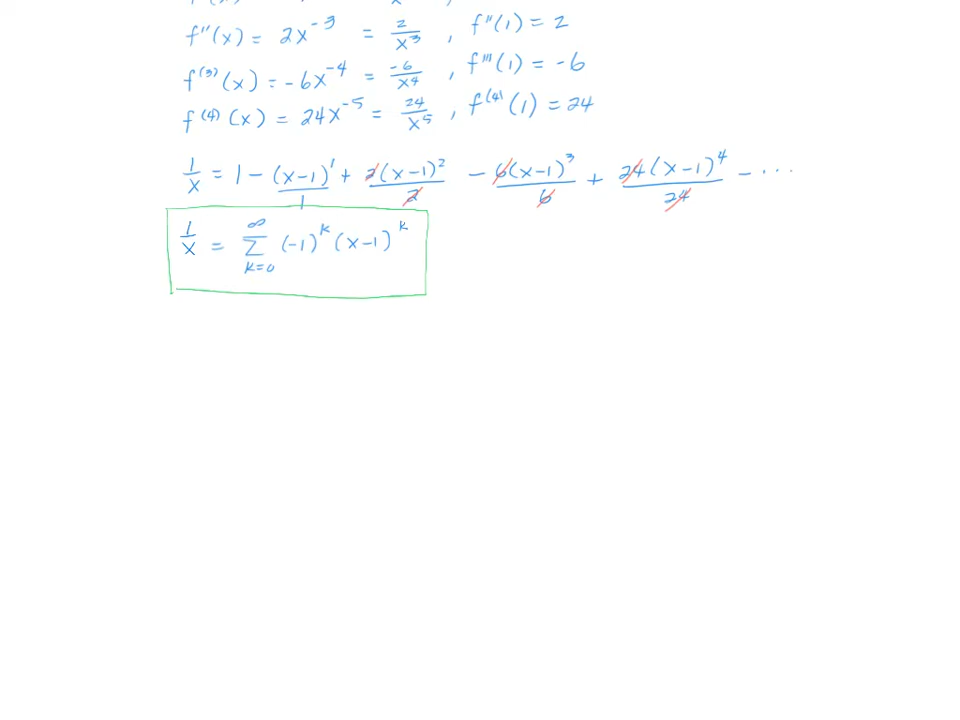 f''(x) = 2x^-3 = 2/x^3 , f''(1) = 2
f^(3)(x) = -6x^-4 = -6/x^4 , f'''(1) = -6
f^(4)(x) = 24x^-5 = 24/x^5 , f^(4)(1) = 24
1/x = 1 - (x-1)^1/1 + 2(x-1)^2/2 - 6(x-1)^3/6 + 24(x-1)^4/24 - ...
1/x = ∑_{k=0}^{∞} (-1)^k (x-1)^k